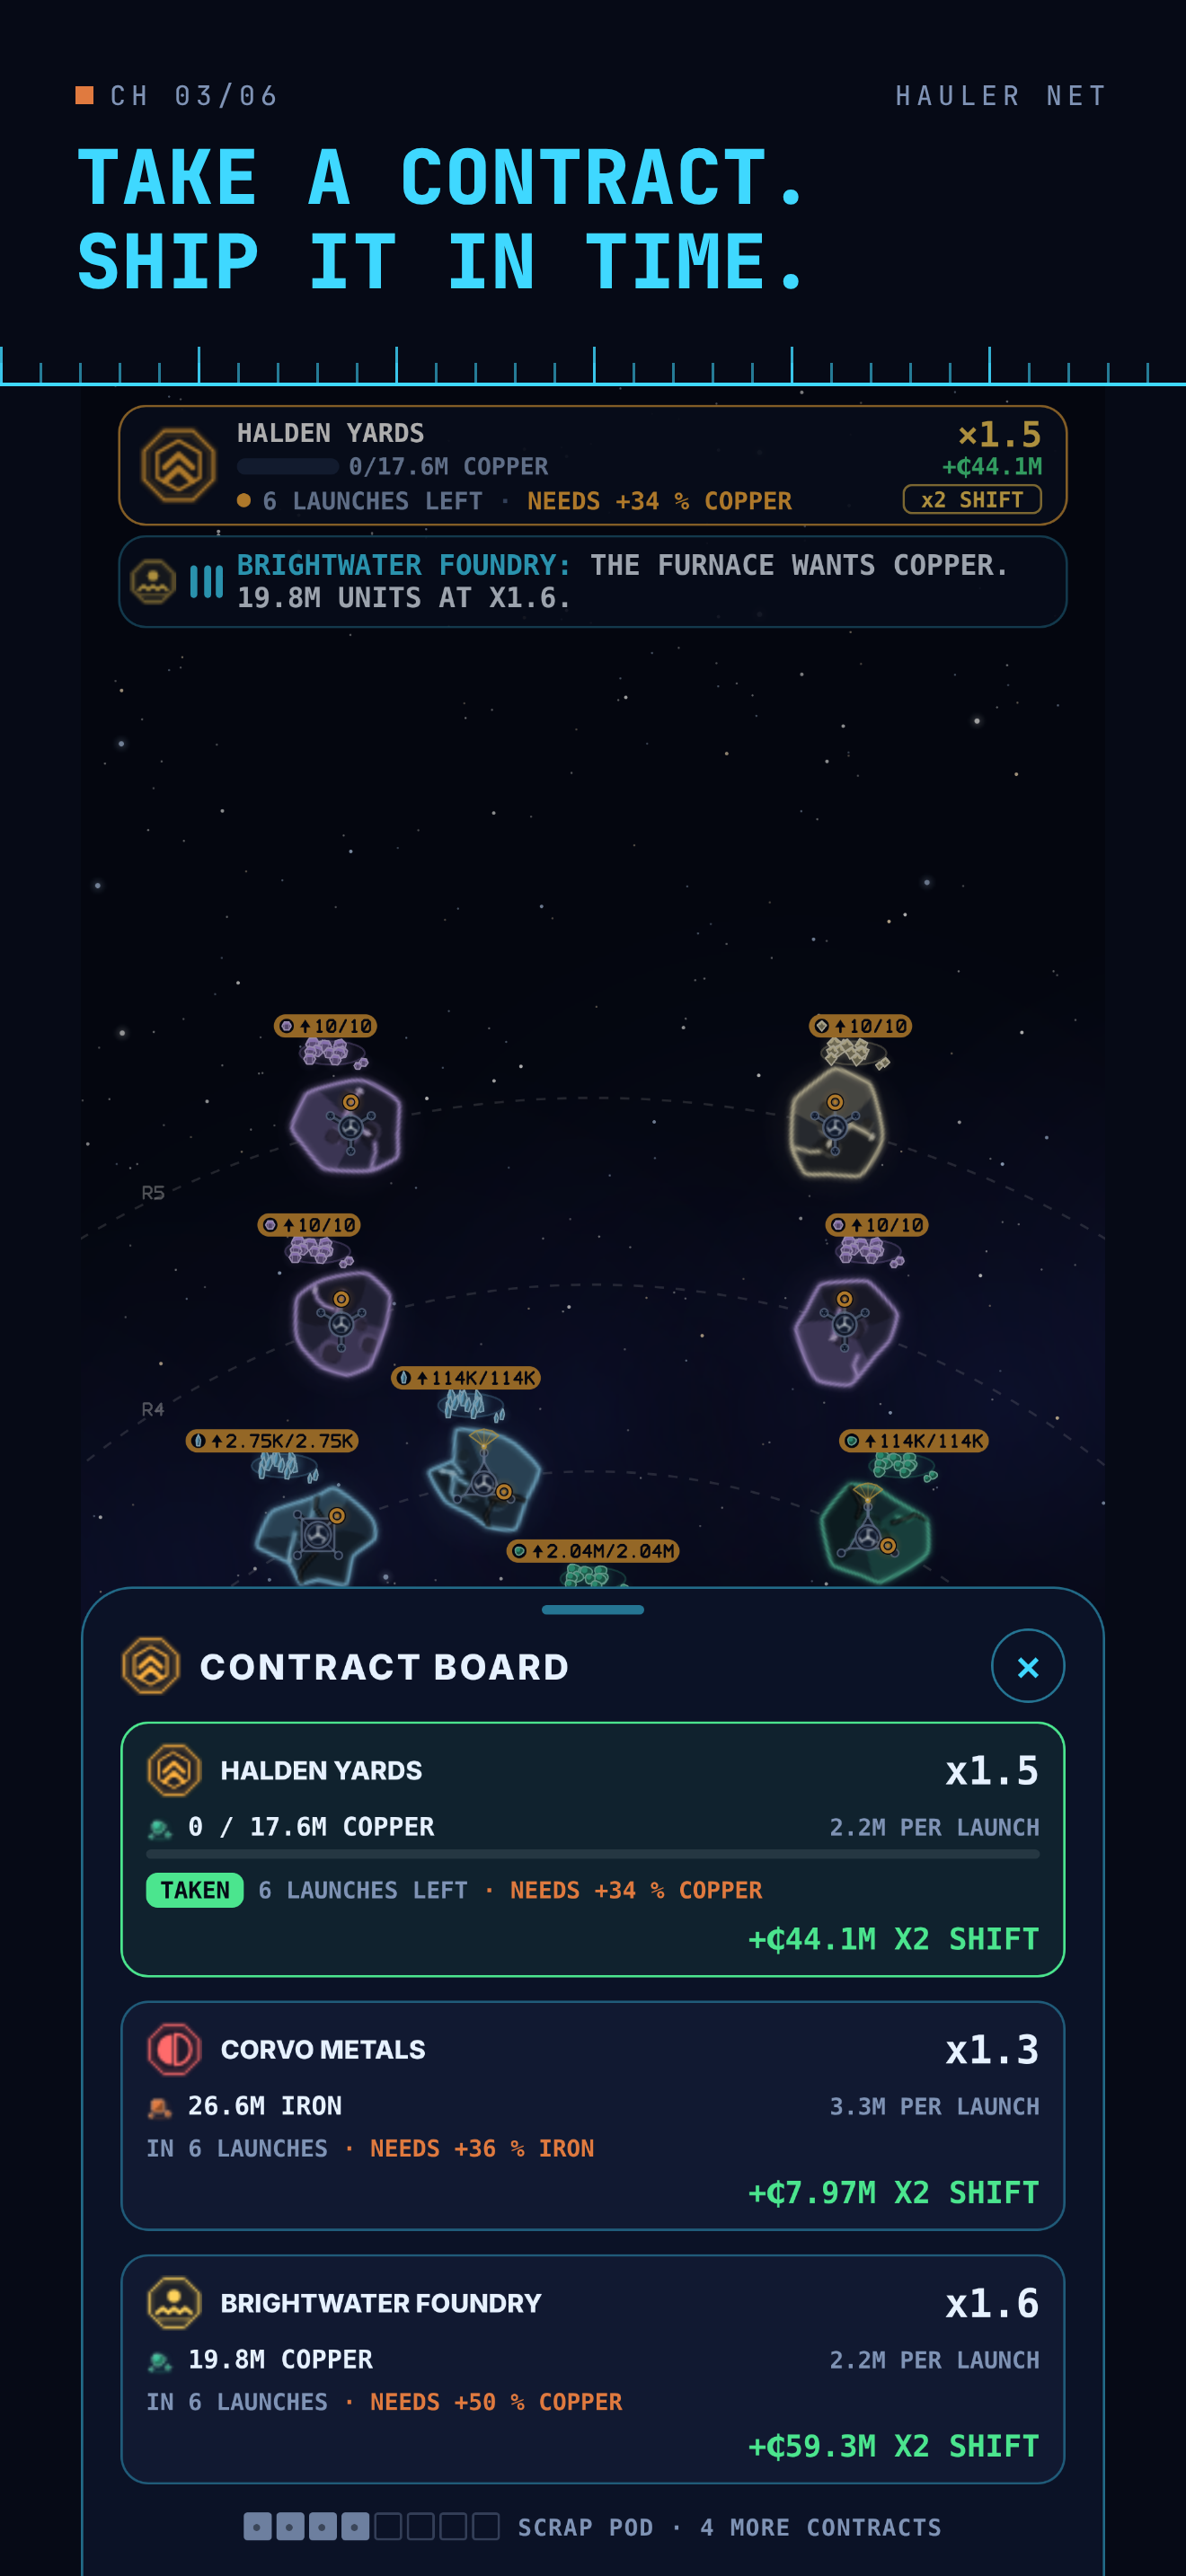 CH 03/06
HAULER NET
TAKE A CONTRACT.
SHIP IT IN TIME.
HALDEN YARDS
×1.5
0/17.6M COPPER
+₵44.1M
6 LAUNCHES LEFT · NEEDS +34 % COPPER
x2 SHIFT
BRIGHTWATER FOUNDRY: THE FURNACE WANTS COPPER.
19.8M UNITS AT X1.6.
10/10
10/10
R5
10/10
10/10
114K/114K
R4
2.75K/2.75K
114K/114K
2.04M/2.04M
CONTRACT BOARD
×
HALDEN YARDS
x1.5
0 / 17.6M COPPER
2.2M PER LAUNCH
TAKEN 6 LAUNCHES LEFT · NEEDS +34 % COPPER
+₵44.1M X2 SHIFT
CORVO METALS
x1.3
26.6M IRON
3.3M PER LAUNCH
IN 6 LAUNCHES · NEEDS +36 % IRON
+₵7.97M X2 SHIFT
BRIGHTWATER FOUNDRY
x1.6
19.8M COPPER
2.2M PER LAUNCH
IN 6 LAUNCHES · NEEDS +50 % COPPER
+₵59.3M X2 SHIFT
SCRAP POD · 4 MORE CONTRACTS